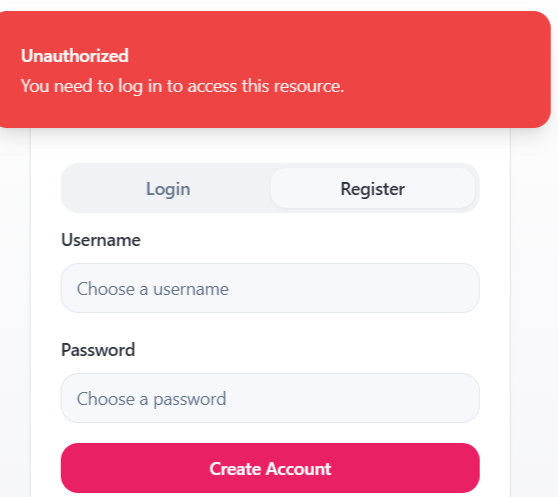 Unauthorized
You need to log in to access this resource.
Login
Register
Username
Choose a username
Password
Choose a password
Create Account